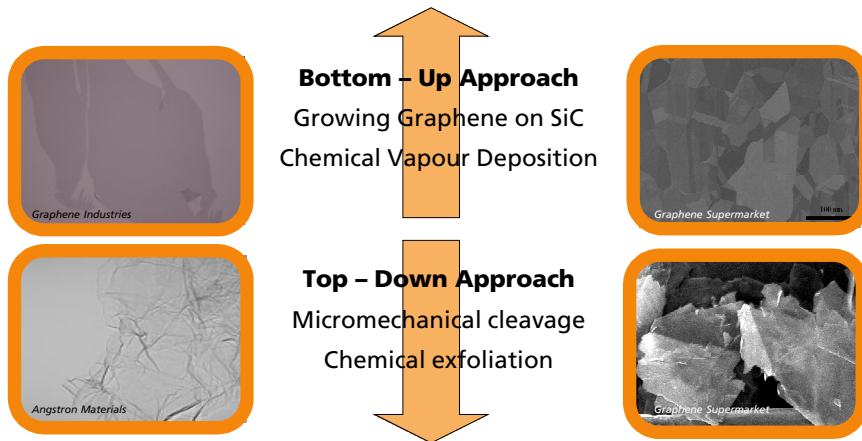 Bottom – Up Approach
Growing Graphene on SiC
Chemical Vapour Deposition
Graphene Industries
Graphene Supermarket
100 nm
Top – Down Approach
Micromechanical cleavage
Chemical exfoliation
Angstron Materials
Graphene Supermarket